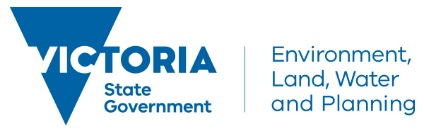 VICTORIA
State
Government
Environment,
Land, Water
and Planning